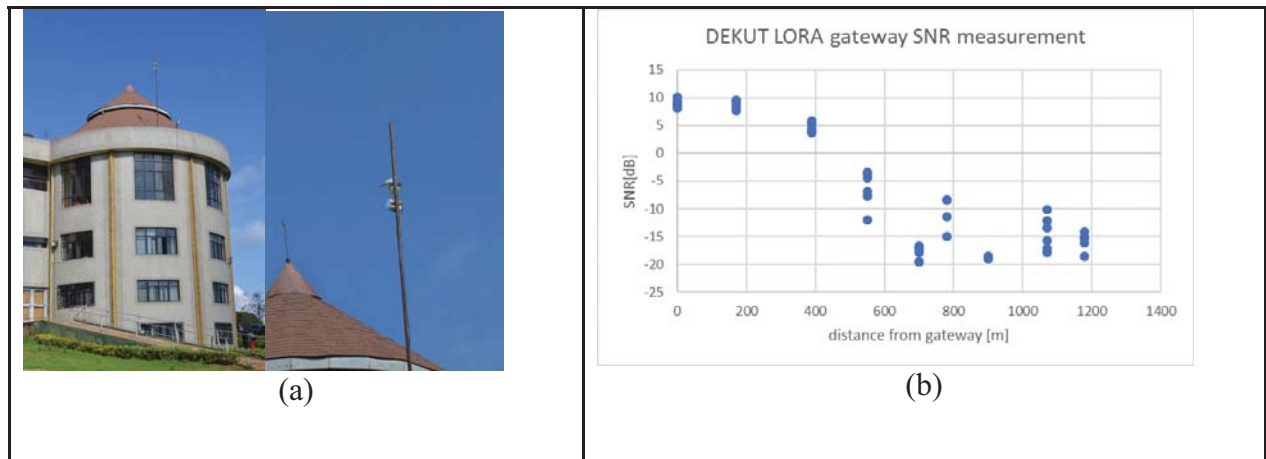 DEKUT LORA gateway SNR measurement
15
10
5
0
-5
-10
-15
-20
-25
SNR[dB]
0 200 400 600 800 1000 1200 1400
distance from gateway [m]
(a)
(b)